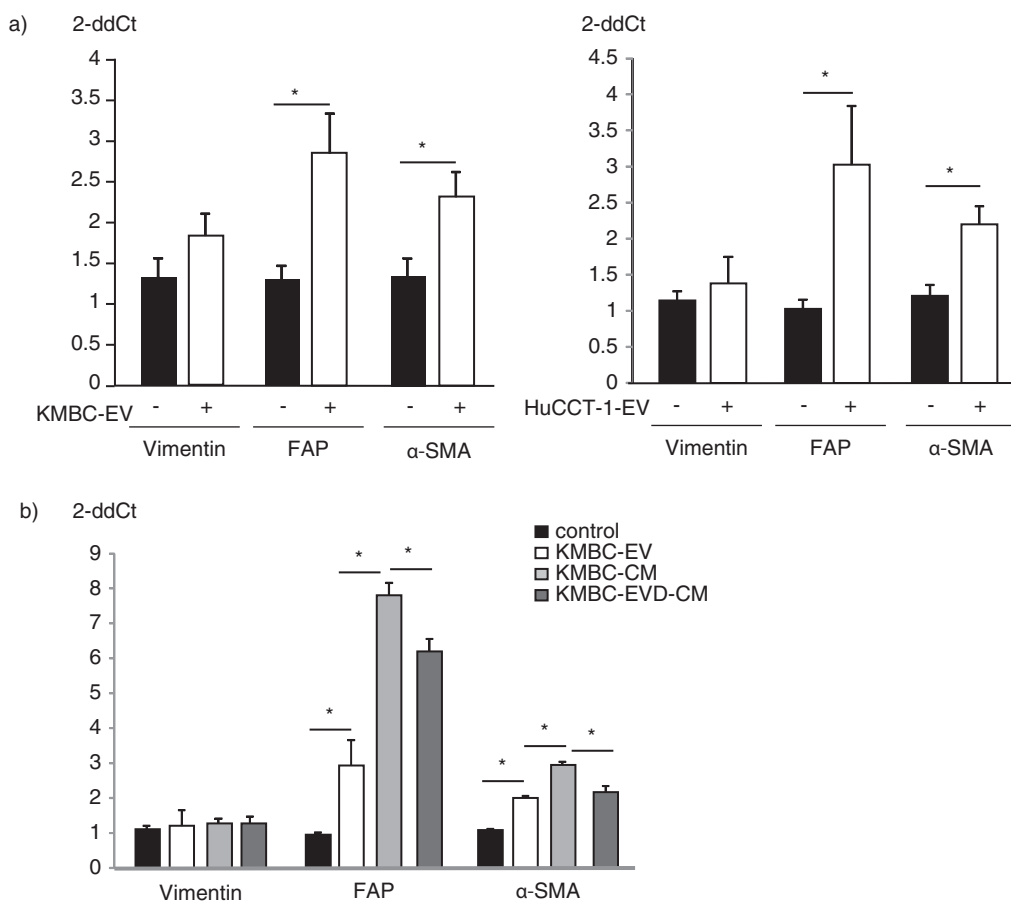 a)
2-ddCt
4
3.5
3
2.5
2
1.5
1
0.5
0
* *
KMBC-EV - + - + - +
Vimentin FAP α-SMA
2-ddCt
4.5
4
3.5
3
2.5
2
1.5
1
0.5
0
* *
HuCCT-1-EV - + - + - +
Vimentin FAP α-SMA
b)
2-ddCt
control
KMBC-EV
KMBC-CM
KMBC-EVD-CM
9
8
7
6
5
4
3
2
1
0
* * *
* * *
Vimentin FAP α-SMA